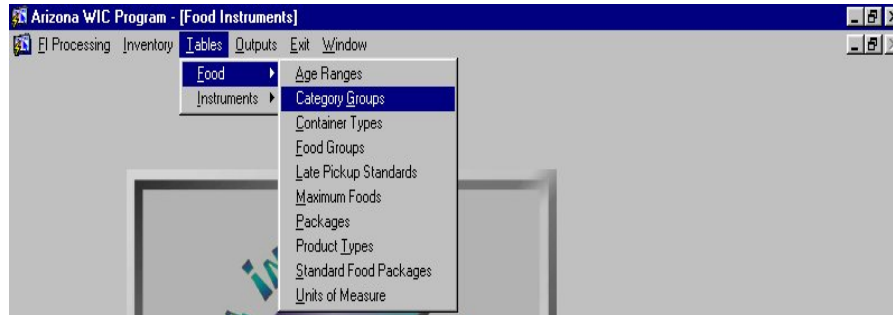 Arizona WIC Program - [Food Instruments]
FI Processing Inventory Tables Outputs Exit Window
Food
Instruments
Age Ranges
Category Groups
Container Types
Food Groups
Late Pickup Standards
Maximum Foods
Packages
Product Types
Standard Food Packages
Units of Measure